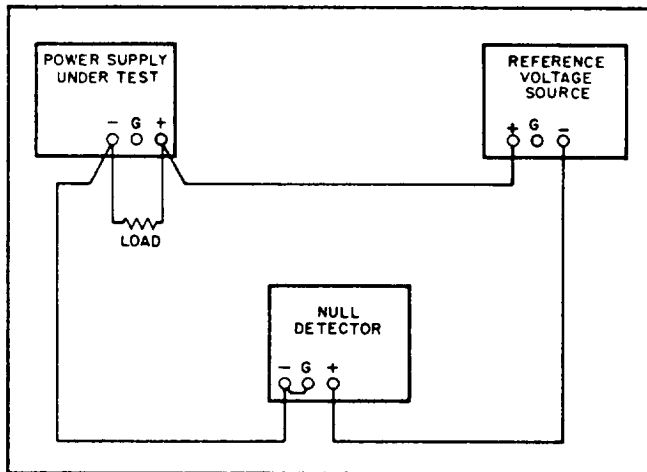 POWER SUPPLY
UNDER TEST
- G +
LOAD
REFERENCE
VOLTAGE
SOURCE
+ G -
NULL
DETECTOR
- G +